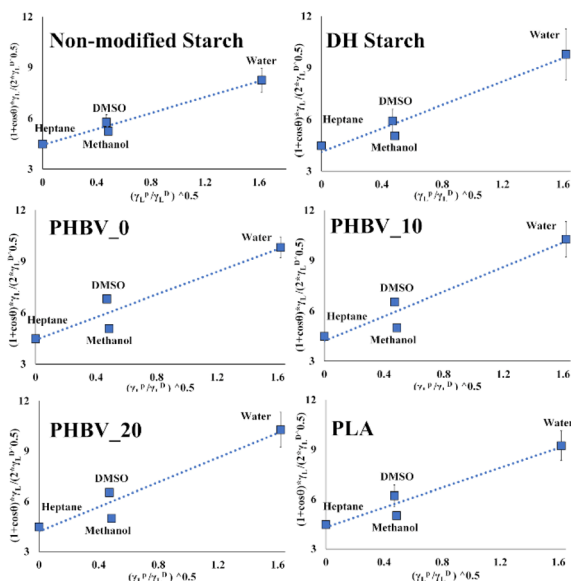 Non-modified Starch
(1+cosθ)*γL/(2*γL^D^0.5)
12
9
6
3
Heptane
DMSO
Methanol
Water
0
0.4
0.8
1.2
1.6
(γL^P/γL^D) ^0.5
DH Starch
(1+cosθ)*γL/(2*γL^D^0.5)
12
9
6
3
Heptane
DMSO
Methanol
Water
0
0.4
0.8
1.2
1.6
(γL^P/γL^D) ^0.5
PHBV_0
(1+cosθ)*γL/(2*γL^D^0.5)
12
9
6
3
Heptane
DMSO
Methanol
Water
0
0.4
0.8
1.2
1.6
(γL^P/γL^D) ^0.5
PHBV_10
(1+cosθ)*γL/(2*γL^D^0.5)
12
9
6
3
Heptane
DMSO
Methanol
Water
0
0.4
0.8
1.2
1.6
(γL^P/γL^D) ^0.5
PHBV_20
(1+cosθ)*γL/(2*γL^D^0.5)
12
9
6
3
Heptane
DMSO
Methanol
Water
0
0.4
0.8
1.2
1.6
(γL^P/γL^D) ^0.5
PLA
(1+cosθ)*γL/(2*γL^D^0.5)
12
9
6
3
Heptane
DMSO
Methanol
Water
0
0.4
0.8
1.2
1.6
(γL^P/γL^D) ^0.5